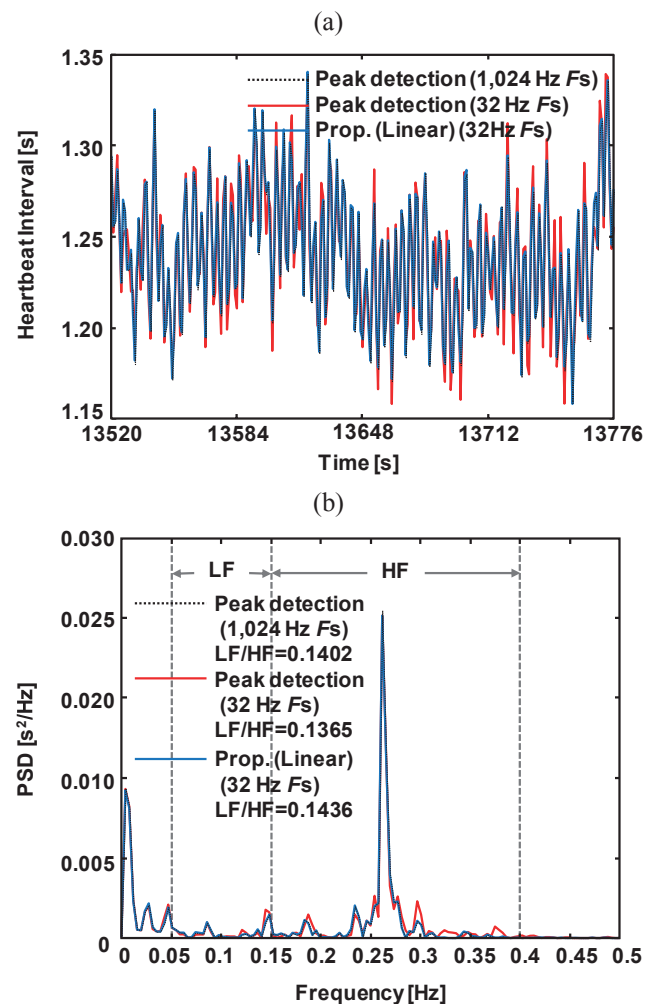 (a)
Heartbeat Interval [s]
1.35
1.30
1.25
1.20
1.15
Peak detection (1,024 Hz Fs)
Peak detection (32 Hz Fs)
Prop. (Linear) (32Hz Fs)
13520 13584 13648 13712 13776
Time [s]
(b)
PSD [s²/Hz]
0.030
0.025
0.020
0.015
0.010
0.005
0
LF HF
Peak detection
(1,024 Hz Fs)
LF/HF=0.1402
Peak detection
(32 Hz Fs)
LF/HF=0.1365
Prop. (Linear)
(32 Hz Fs)
LF/HF=0.1436
0 0.05 0.1 0.15 0.2 0.25 0.3 0.35 0.4 0.45 0.5
Frequency [Hz]